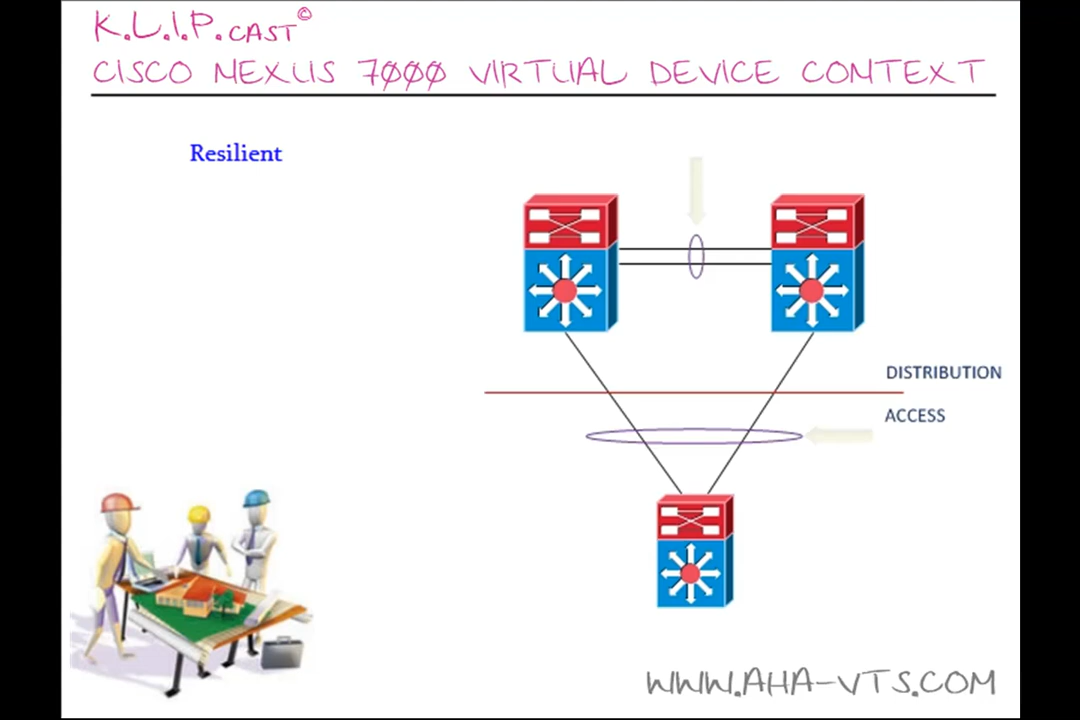 K.L.I.P.CAST©
CISCO NEXUS 7000 VIRTUAL DEVICE CONTEXT
Resilient
DISTRIBUTION
ACCESS
WWW.AHA-VTS.COM